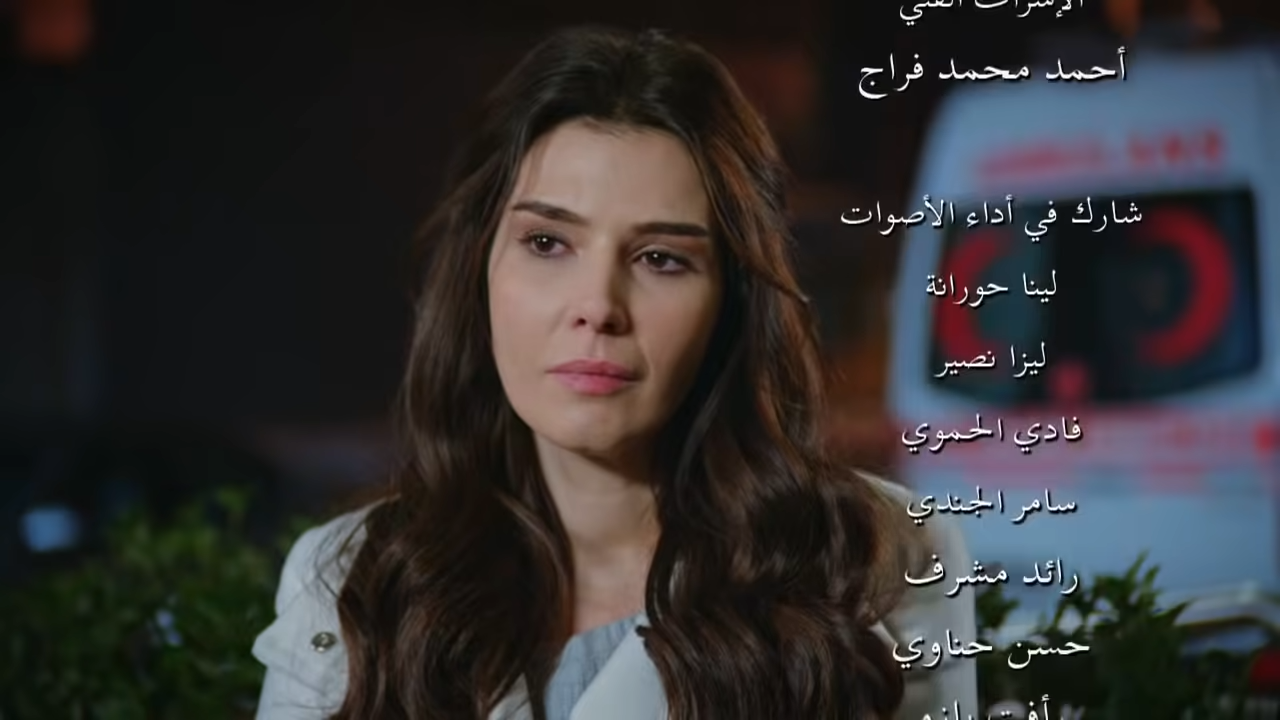 أحمد محمد فراج
شارك في أداء الأصوات
لينا حورانة
ليزا نصير
فادي الحموي
سامر الجندي
رائد مشرف
حسن حناوي